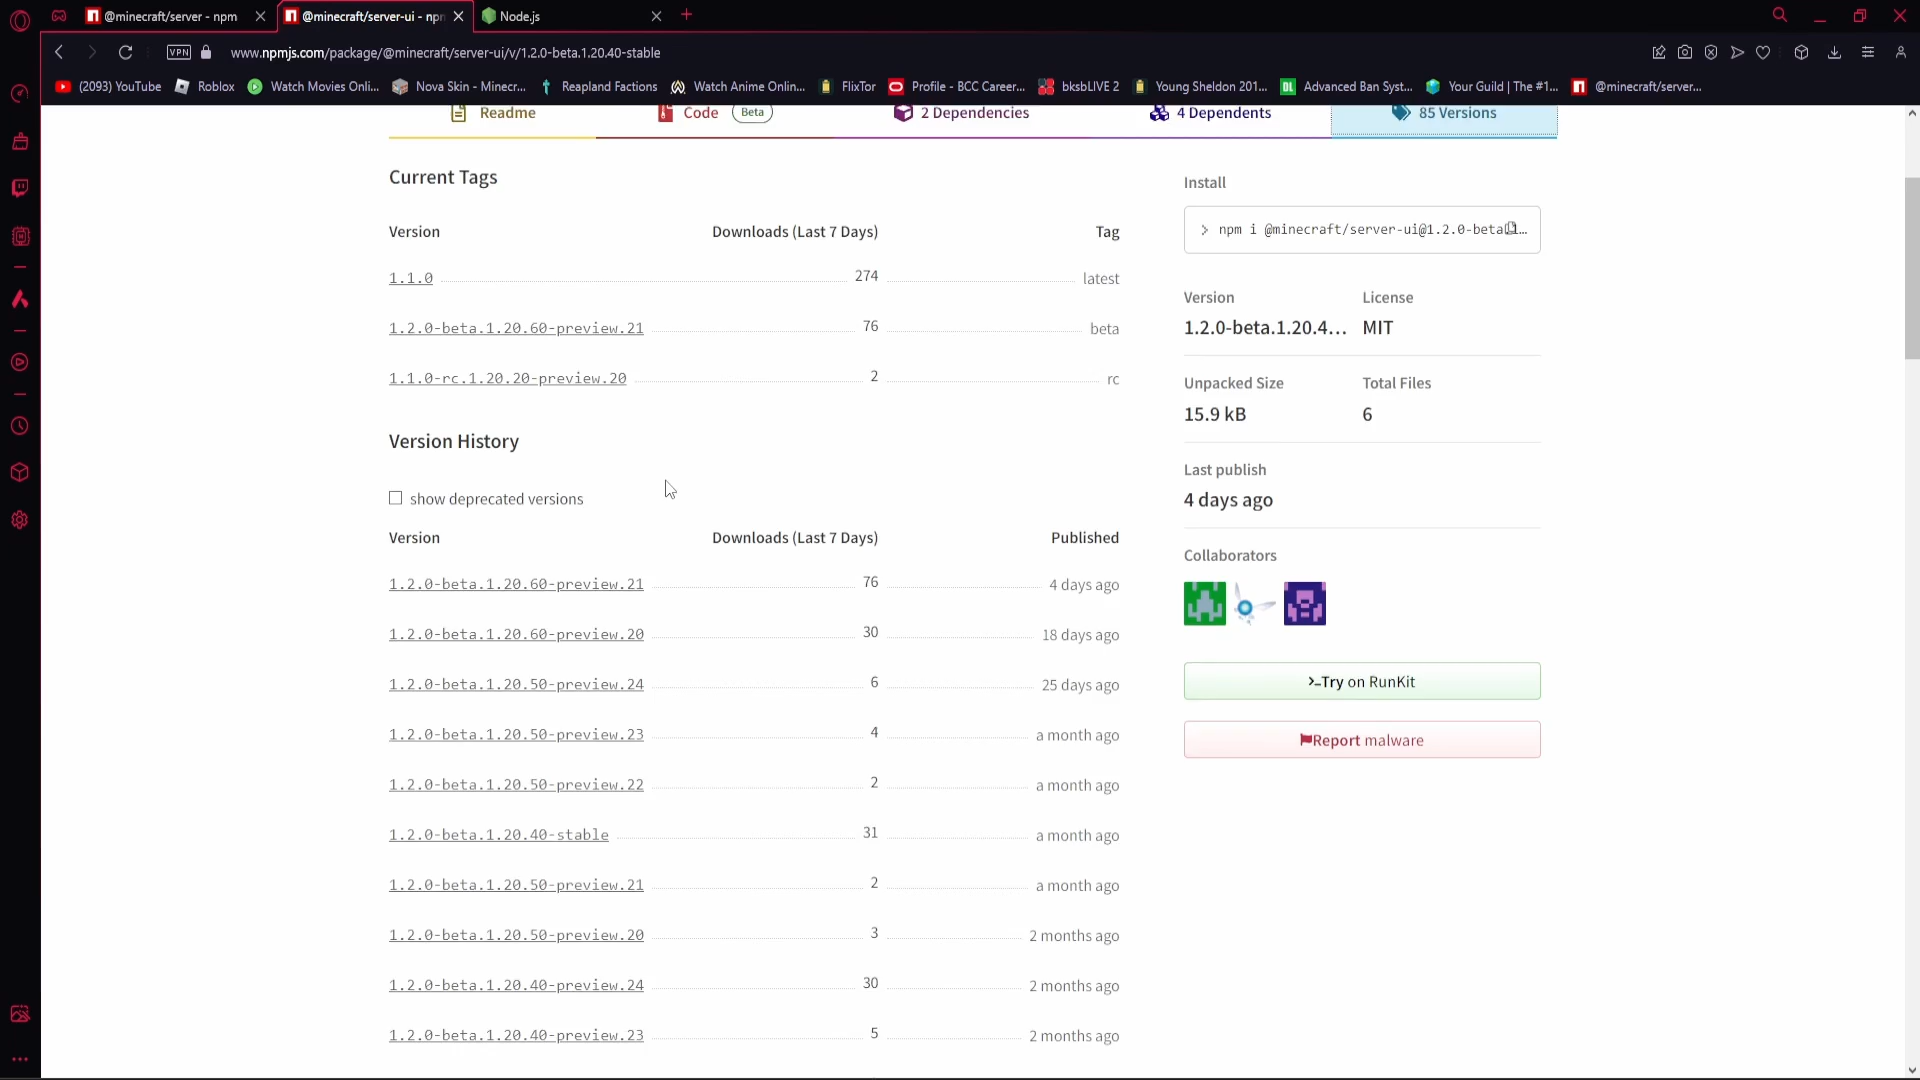 @minecraft/server - npm
@minecraft/server-ui - npm
Node.js
VPN
www.npmjs.com/package/@minecraft/server-ui/v/1.2.0-beta.1.20.40-stable
(2093) YouTube
Roblox
Watch Movies Onli...
Nova Skin - Minecr...
Reapland Factions
Watch Anime Online...
FlixTor
Profile - BCC Career...
bksbLIVE 2
Young Sheldon 201...
Advanced Ban Syst...
Your Guild | The #1...
@minecraft/server...
Readme
Code Beta
2 Dependencies
4 Dependents
85 Versions
Current Tags
Version Downloads (Last 7 Days) Tag
1.1.0 274 latest
1.2.0-beta.1.20.60-preview.21 76 beta
1.1.0-rc.1.20.20-preview.20 2 rc
Version History
show deprecated versions
Version Downloads (Last 7 Days) Published
1.2.0-beta.1.20.60-preview.21 76 4 days ago
1.2.0-beta.1.20.60-preview.20 30 18 days ago
1.2.0-beta.1.20.50-preview.24 6 25 days ago
1.2.0-beta.1.20.50-preview.23 4 a month ago
1.2.0-beta.1.20.50-preview.22 2 a month ago
1.2.0-beta.1.20.40-stable 31 a month ago
1.2.0-beta.1.20.50-preview.21 2 a month ago
1.2.0-beta.1.20.50-preview.20 3 2 months ago
1.2.0-beta.1.20.40-preview.24 30 2 months ago
1.2.0-beta.1.20.40-preview.23 5 2 months ago
Install
> npm i @minecraft/server-ui@1.2.0-beta.1...
Version License
1.2.0-beta.1.20.4... MIT
Unpacked Size Total Files
15.9 kB 6
Last publish
4 days ago
Collaborators
>_Try on RunKit
Report malware